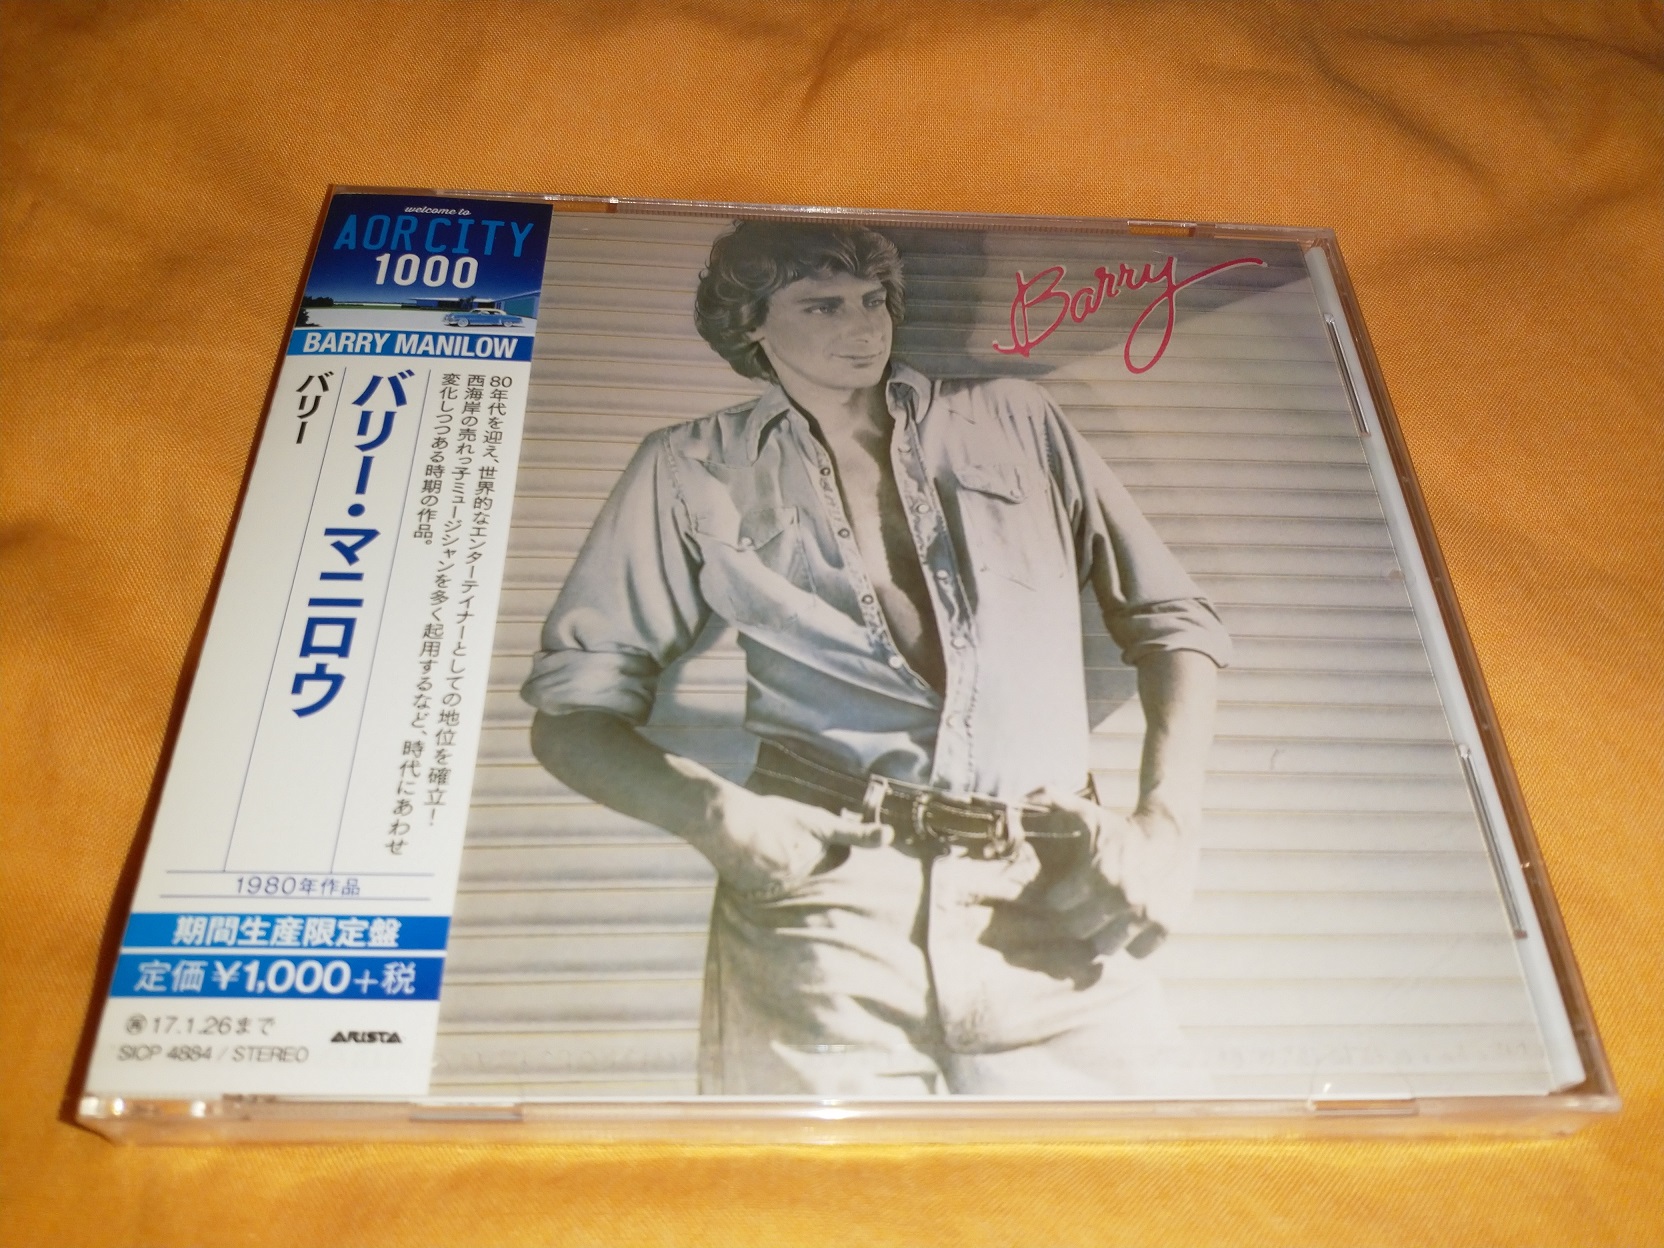 welcome to
AOR CITY
1000
BARRY MANILOW
80年代を迎え、世界的なエンターテイナーとしての地位を確立！
西海岸の売れっ子ミュージシャンを多く起用するなど、時代にあわせ
変化しつつある時期の作品。
バリー・マニロウ
バリー
1980年作品
期間生産限定盤
定価¥1,000+税
Ⓨ17.1.26まで
SICP 4884 / STEREO
ARISTA
Barry